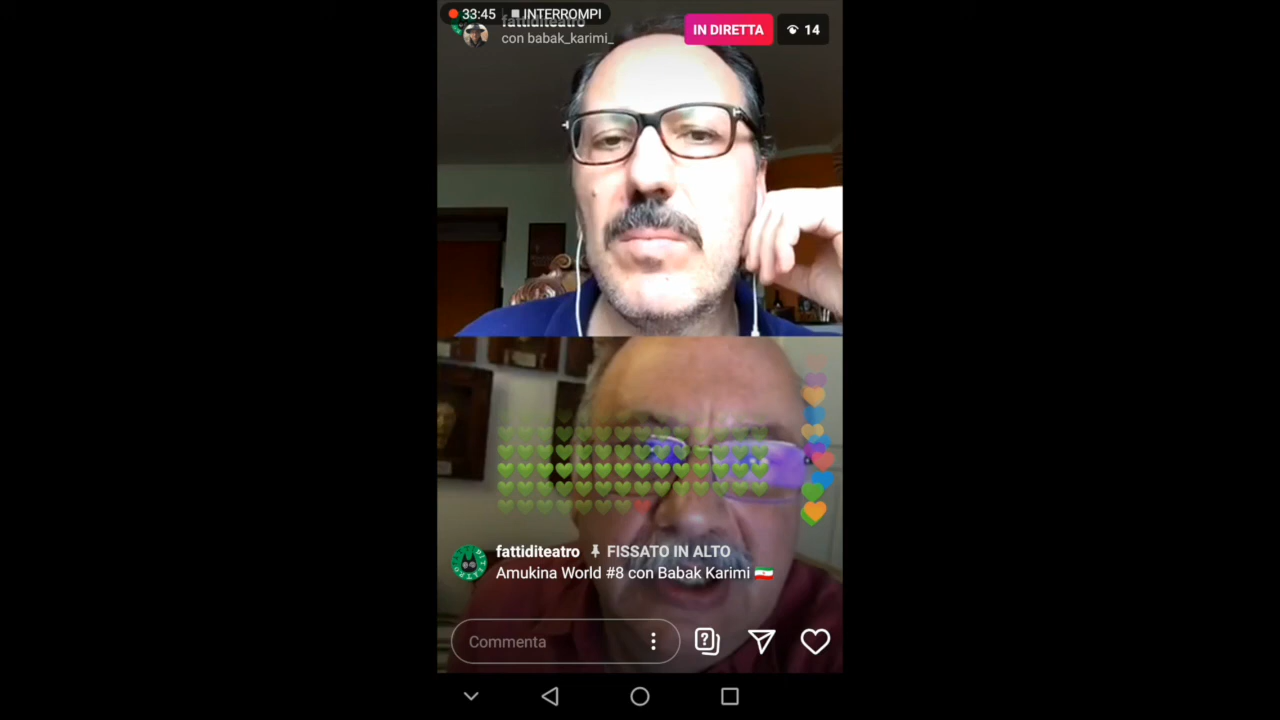 33:45 INTERROMPI
fattiditeatro
con babak_karimi_
IN DIRETTA
14
fattiditeatro FISSATO IN ALTO
Amukina World #8 con Babak Karimi
Commenta